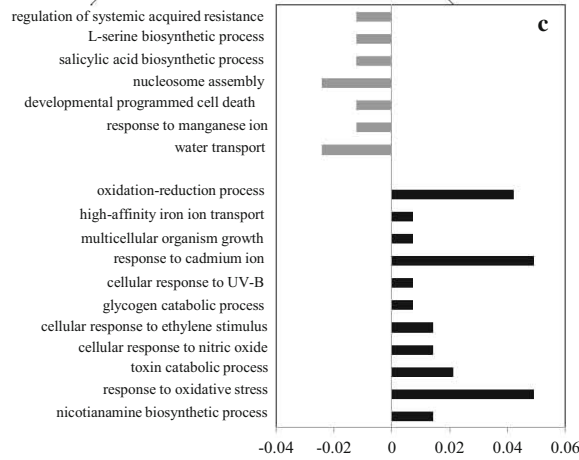 regulation of systemic acquired resistance
c
L-serine biosynthetic process
salicylic acid biosynthetic process
nucleosome assembly
developmental programmed cell death
response to manganese ion
water transport
oxidation-reduction process
high-affinity iron ion transport
multicellular organism growth
response to cadmium ion
cellular response to UV-B
glycogen catabolic process
cellular response to ethylene stimulus
cellular response to nitric oxide
toxin catabolic process
response to oxidative stress
nicotianamine biosynthetic process
-0.04 -0.02 0 0.02 0.04 0.06